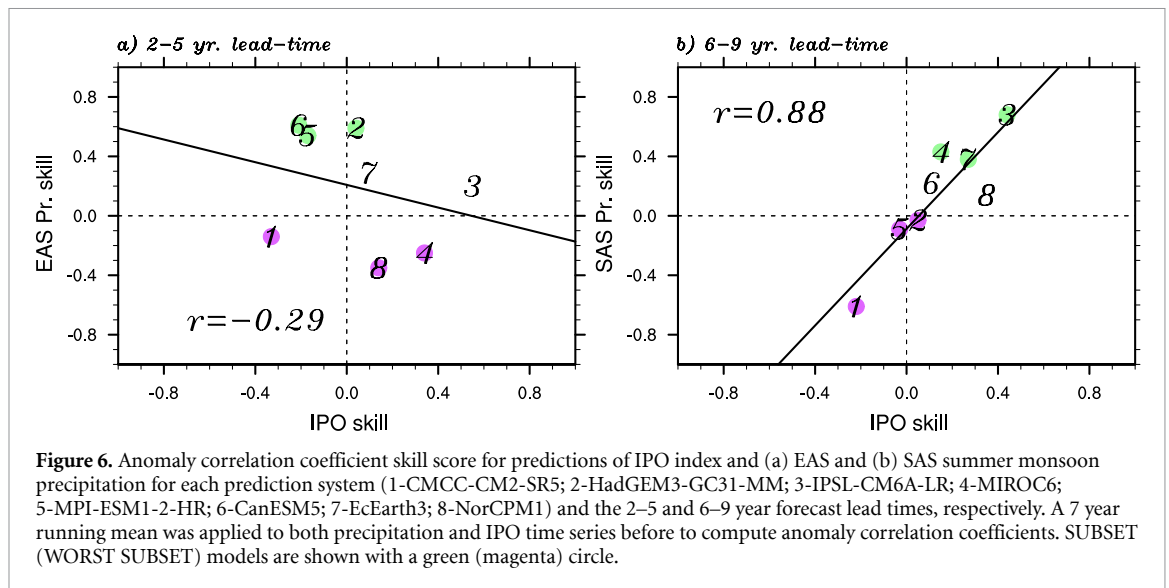 a) 2-5 yr. lead-time
b) 6-9 yr. lead-time
EAS Pr. skill
0.8
0.4
0.0
-0.4
-0.8
6
5
2
7
3
1
8
4
r=-0.29
-0.8 -0.4 0.0 0.4 0.8
IPO skill
SAS Pr. skill
0.8
0.4
0.0
-0.4
-0.8
r=0.88
3
4
7
6
8
5
2
1
-0.8 -0.4 0.0 0.4 0.8
IPO skill
Figure 6. Anomaly correlation coefficient skill score for predictions of IPO index and (a) EAS and (b) SAS summer monsoon
precipitation for each prediction system (1-CMCC-CM2-SR5; 2-HadGEM3-GC31-MM; 3-IPSL-CM6A-LR; 4-MIROC6;
5-MPI-ESM1-2-HR; 6-CanESM5; 7-EcEarth3; 8-NorCPM1) and the 2–5 and 6–9 year forecast lead times, respectively. A 7 year
running mean was applied to both precipitation and IPO time series before to compute anomaly correlation coefficients. SUBSET
(WORST SUBSET) models are shown with a green (magenta) circle.